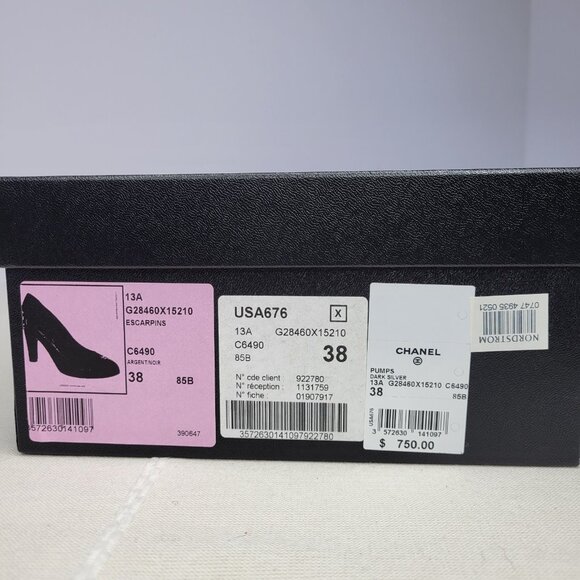 13A
G28460X15210
ESCARPINS
C6490
ARGENT/NOIR
38 85B
3572630141097
390647
USA676 X
13A G28460X15210
C6490
85B 38
N° cde client 922780
N° réception : 1131759
N° fiche : 01907917
3572630141097922780
CHANEL
PUMPS
DARK SILVER
13A G28460X15210 C6490
38 85B
USA676
3 572630 141097
$ 750.00
0747 4935 0521
NORDSTROM